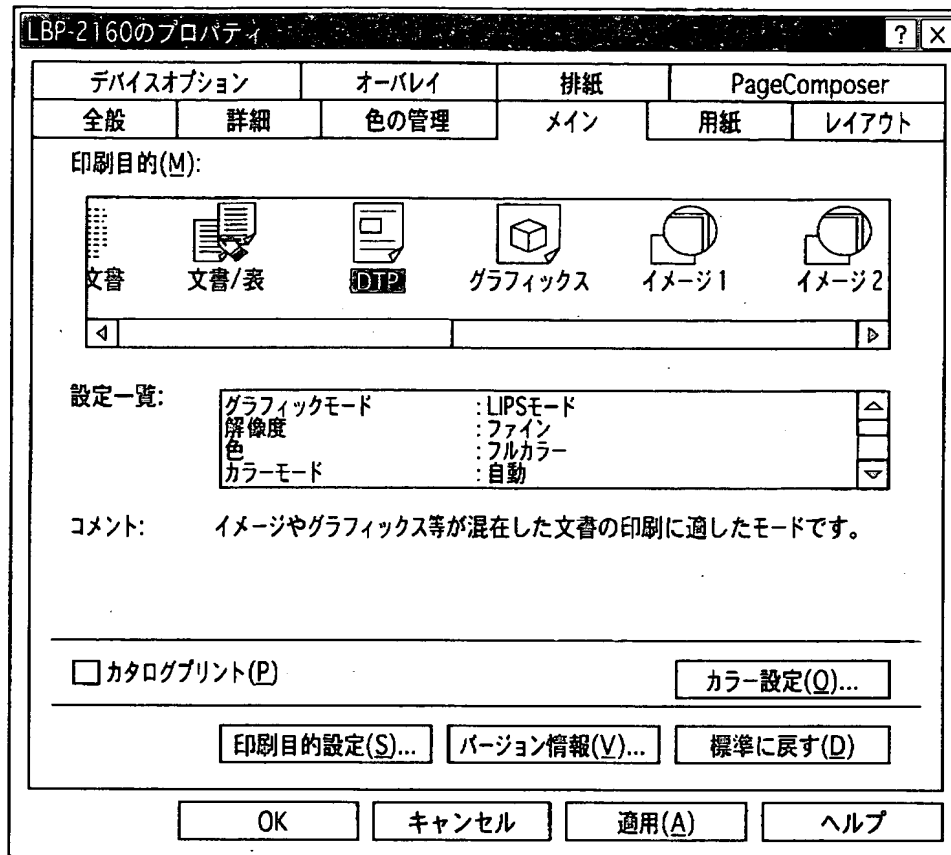 LBP-2160のプロパティ ? X
デバイスオプション オーバレイ 排紙 PageComposer
全般 詳細 色の管理 メイン 用紙 レイアウト
印刷目的(M):
文書 文書/表 DTP グラフィックス イメージ1 イメージ2
設定一覧: グラフィックモード :LIPSモード
解像度 :ファイン
色 :フルカラー
カラーモード :自動
コメント: イメージやグラフィックス等が混在した文書の印刷に適したモードです。
カタログプリント(P) カラー設定(O)...
印刷目的設定(S)... バージョン情報(V)... 標準に戻す(D)
OK キャンセル 適用(A) ヘルプ